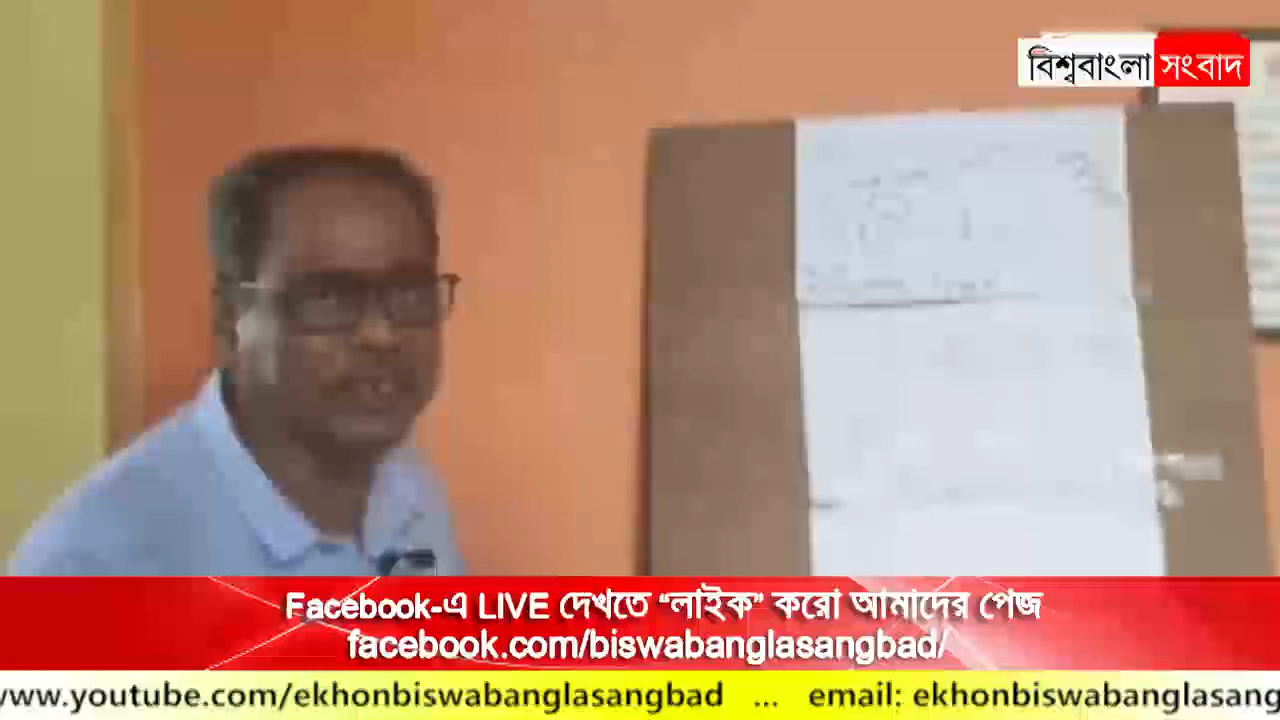 বিশ্ববাংলা সংবাদ
Facebook-এ LIVE দেখতে “লাইক” করো আমাদের পেজ
facebook.com/biswabanglasangbad/
www.youtube.com/ekhonbiswabanglasangbad ... email: ekhonbiswabanglasang